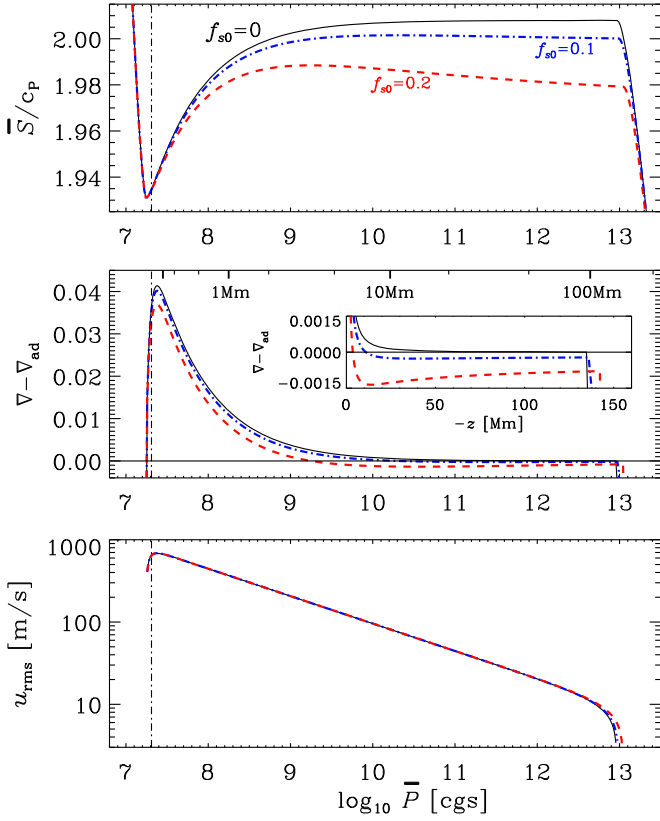 S/c_P
2.00
1.98
1.96
1.94
f_s0=0
f_s0=0.1
f_s0=0.2
7 8 9 10 11 12 13
∇−∇_ad
0.04
0.03
0.02
0.01
0.00
1Mm 10Mm 100Mm
∇−∇_ad
0.0015
0.0000
−0.0015
0 50 100 150
−z [Mm]
7 8 9 10 11 12 13
u_rms [m/s]
1000
100
10
7 8 9 10 11 12 13
log₁₀ P̅ [cgs]